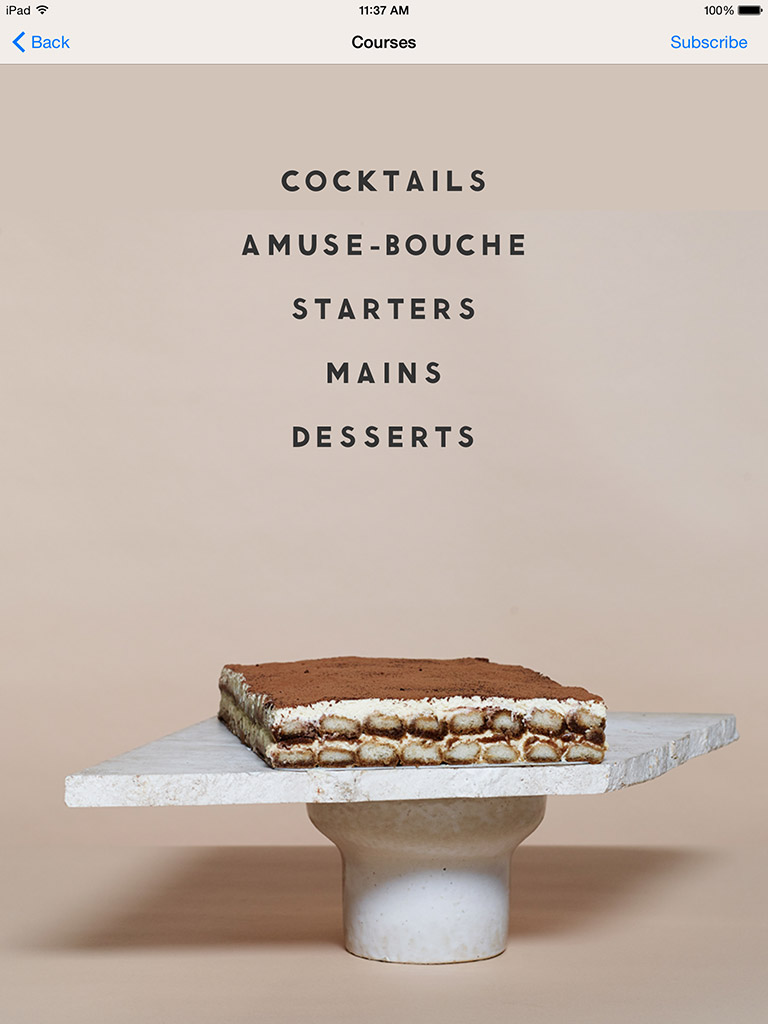 iPad 11:37 AM 100%
Back Courses Subscribe
COCKTAILS
AMUSE-BOUCHE
STARTERS
MAINS
DESSERTS